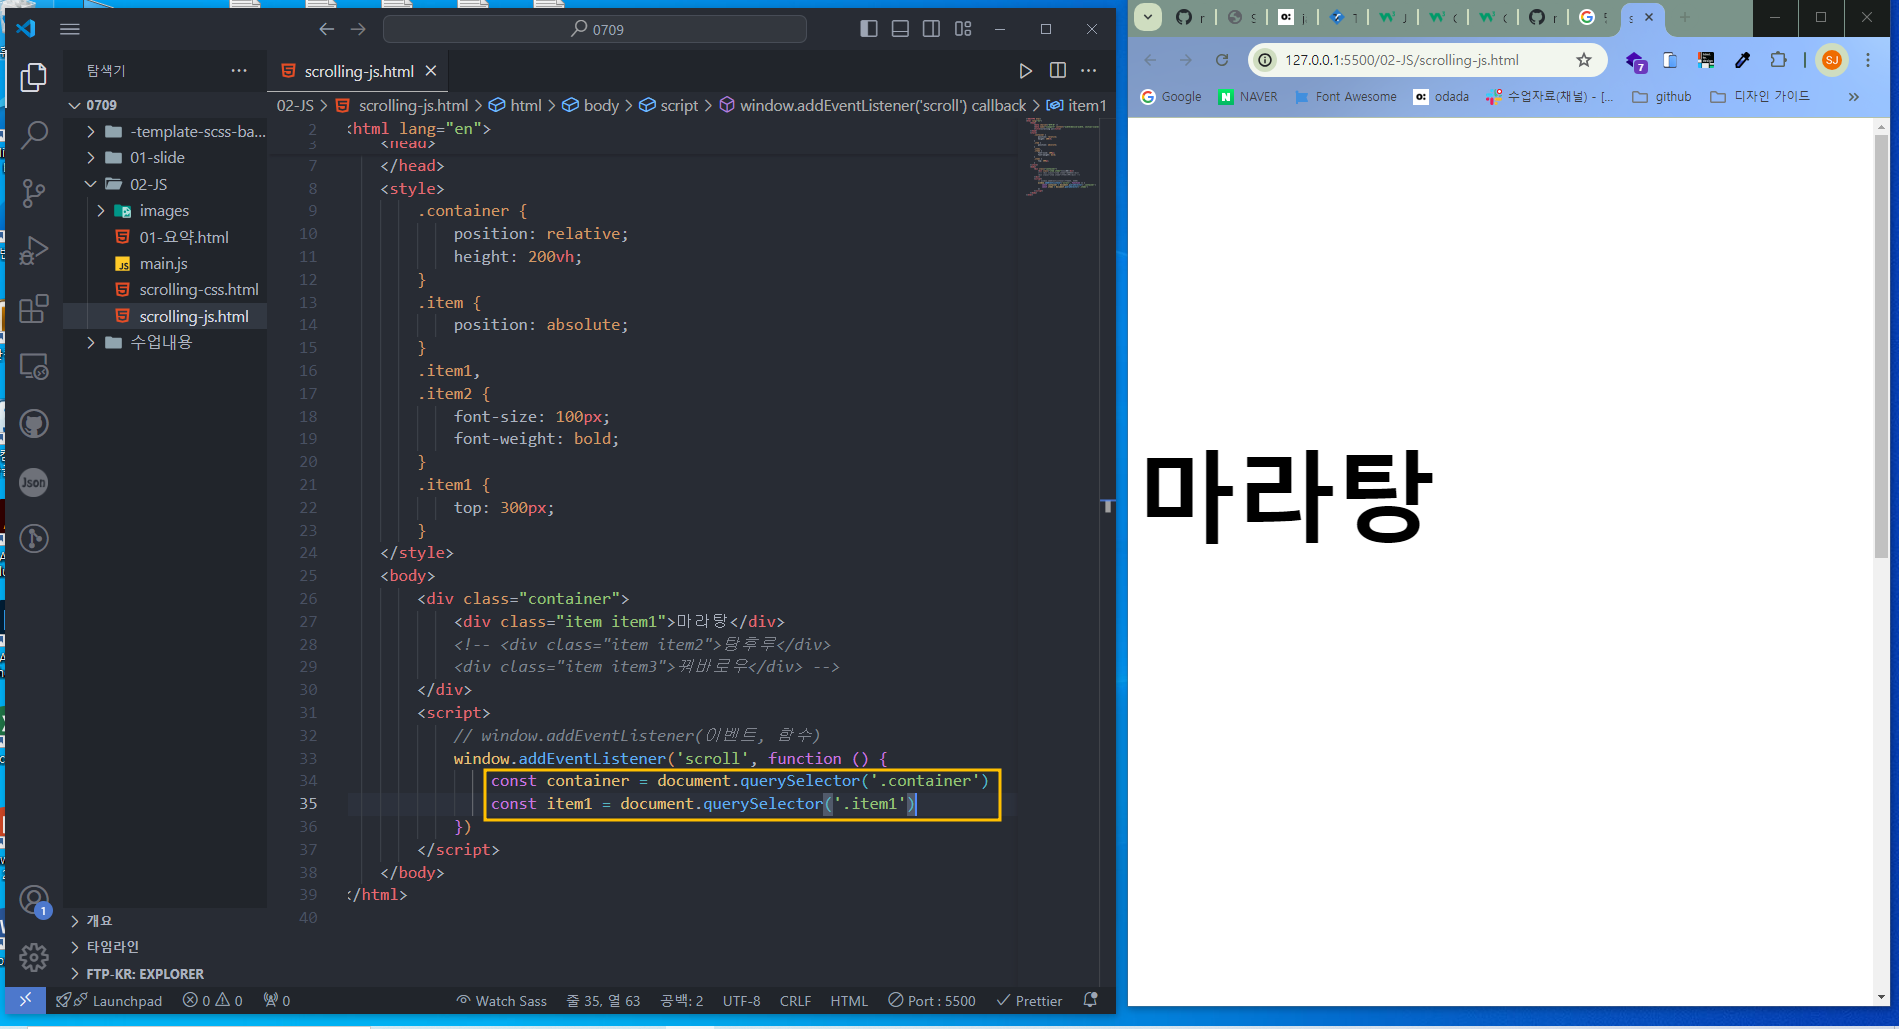 0709
탐색기
0709
-template-scss-ba...
01-slide
02-JS
images
01-요약.html
main.js
scrolling-css.html
scrolling-js.html
수업내용
개요
타임라인
FTP-KR: EXPLORER
Json
1
scrolling-js.html
02-JS > scrolling-js.html > html > body > script > window.addEventListener('scroll') callback > item1
2 <html lang="en">
3 <head>
7 </head>
8 <style>
9 .container {
10 position: relative;
11 height: 200vh;
12 }
13 .item {
14 position: absolute;
15 }
16 .item1,
17 .item2 {
18 font-size: 100px;
19 font-weight: bold;
20 }
21 .item1 {
22 top: 300px;
23 }
24 </style>
25 <body>
26 <div class="container">
27 <div class="item item1">마라탕</div>
28 <!-- <div class="item item2">탕후루</div>
29 <div class="item item3">꿔바로우</div> -->
30 </div>
31 <script>
32 // window.addEventListener(이벤트, 함수)
33 window.addEventListener('scroll', function () {
34 const container = document.querySelector('.container')
35 const item1 = document.querySelector('.item1')
36 })
37 </script>
38 </body>
39 </html>
40
Launchpad 0 0 0 Watch Sass 줄 35, 열 63 공백: 2 UTF-8 CRLF HTML Port : 5500 Prettier
127.0.0.1:5500/02-JS/scrolling-js.html
7
SJ
Google NAVER Font Awesome odada 수업자료(채널) - [... github 디자인 가이드
마라탕